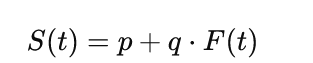 S(t) = p + q · F(t)